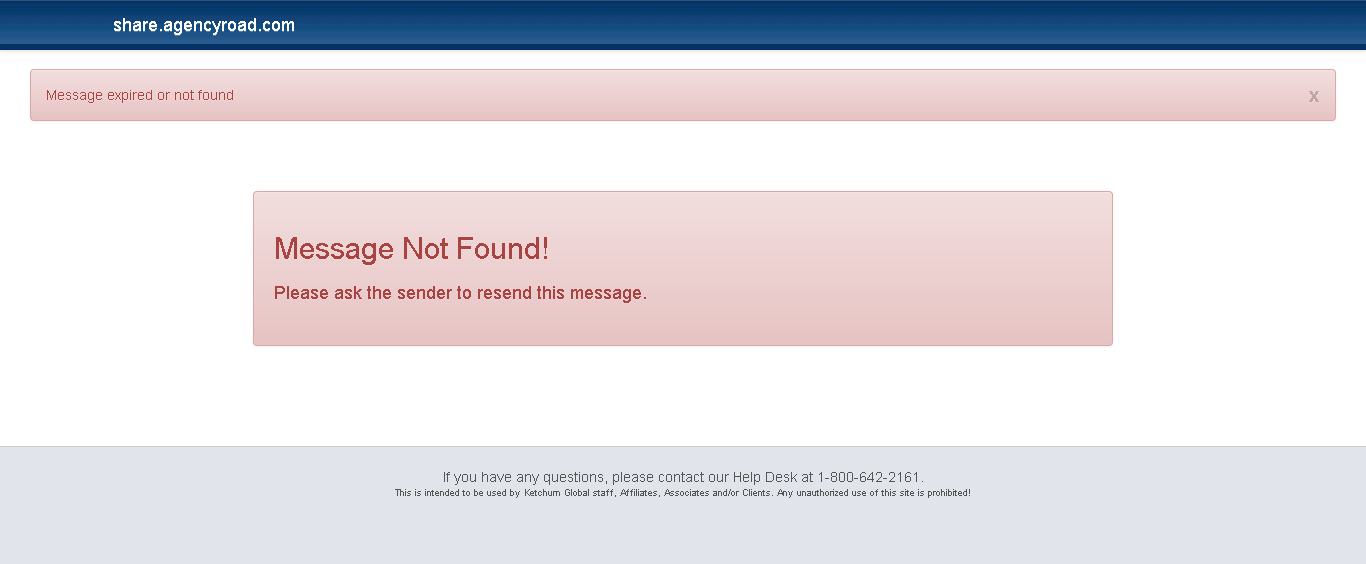 share.agencyroad.com
Message expired or not found
x
Message Not Found!
Please ask the sender to resend this message.
If you have any questions, please contact our Help Desk at 1-800-642-2161.
This is intended to be used by Ketchum Global staff, Affiliates, Associates and/or Clients. Any unauthorized use of this site is prohibited!